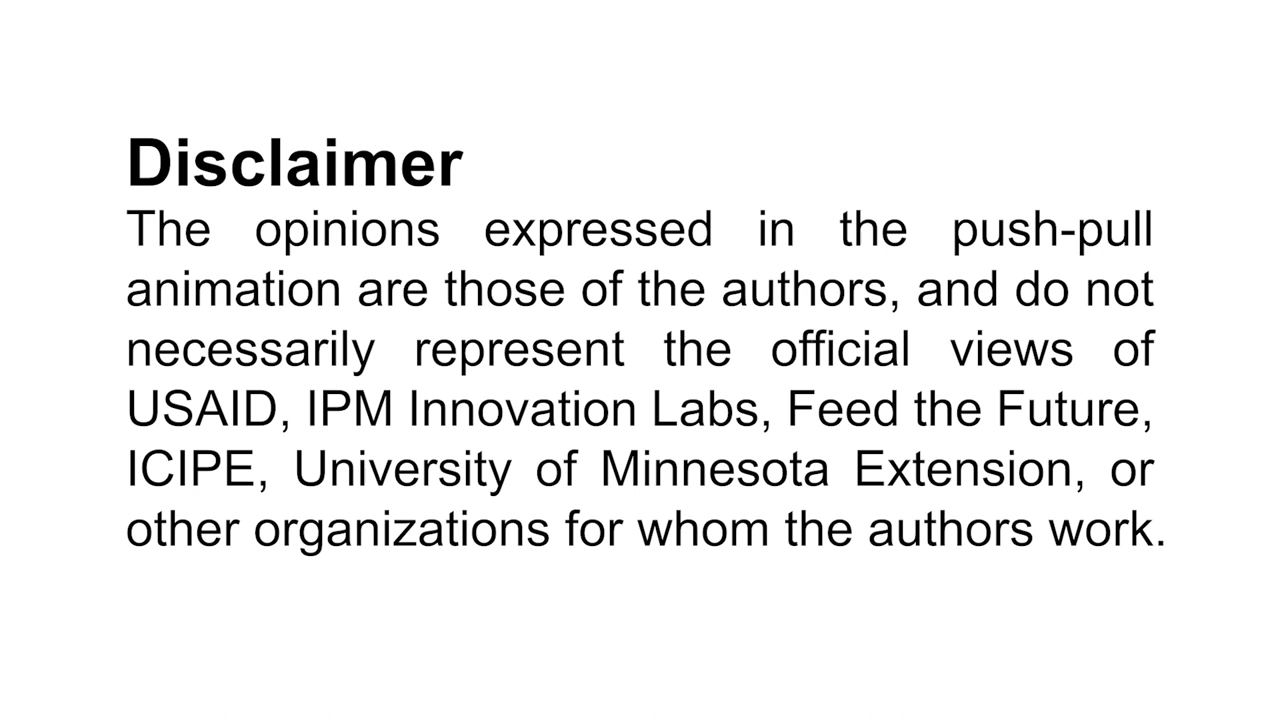 Disclaimer
The opinions expressed in the push-pull
animation are those of the authors, and do not
necessarily represent the official views of
USAID, IPM Innovation Labs, Feed the Future,
ICIPE, University of Minnesota Extension, or
other organizations for whom the authors work.